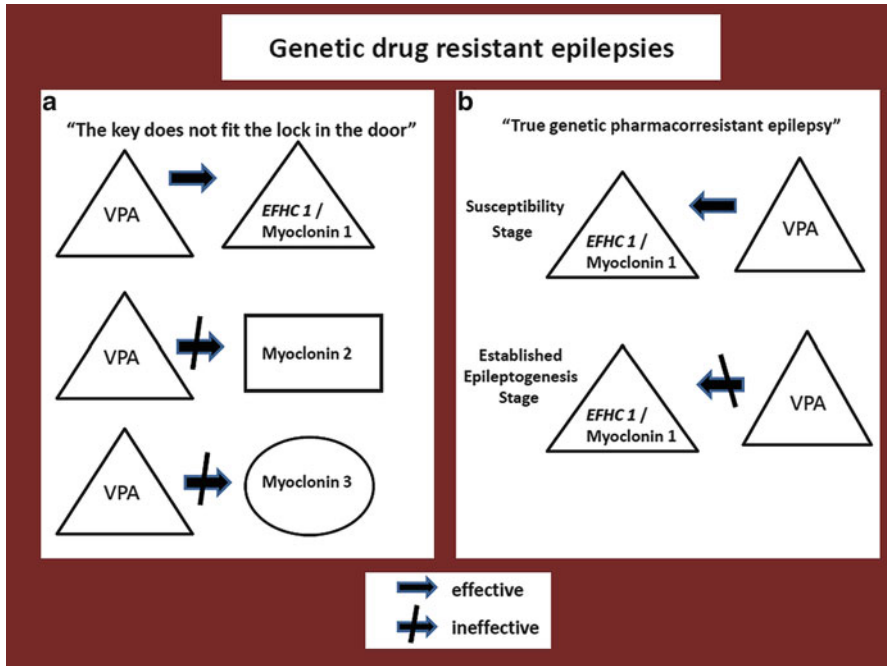 Genetic drug resistant epilepsies
a
“The key does not fit the lock in the door”
VPA
EFHC 1 /
Myoclonin 1
VPA
Myoclonin 2
VPA
Myoclonin 3
b
“True genetic pharmacorresistant epilepsy”
Susceptibility
Stage
EFHC 1 /
Myoclonin 1
VPA
Established
Epileptogenesis
Stage
EFHC 1 /
Myoclonin 1
VPA
effective
ineffective